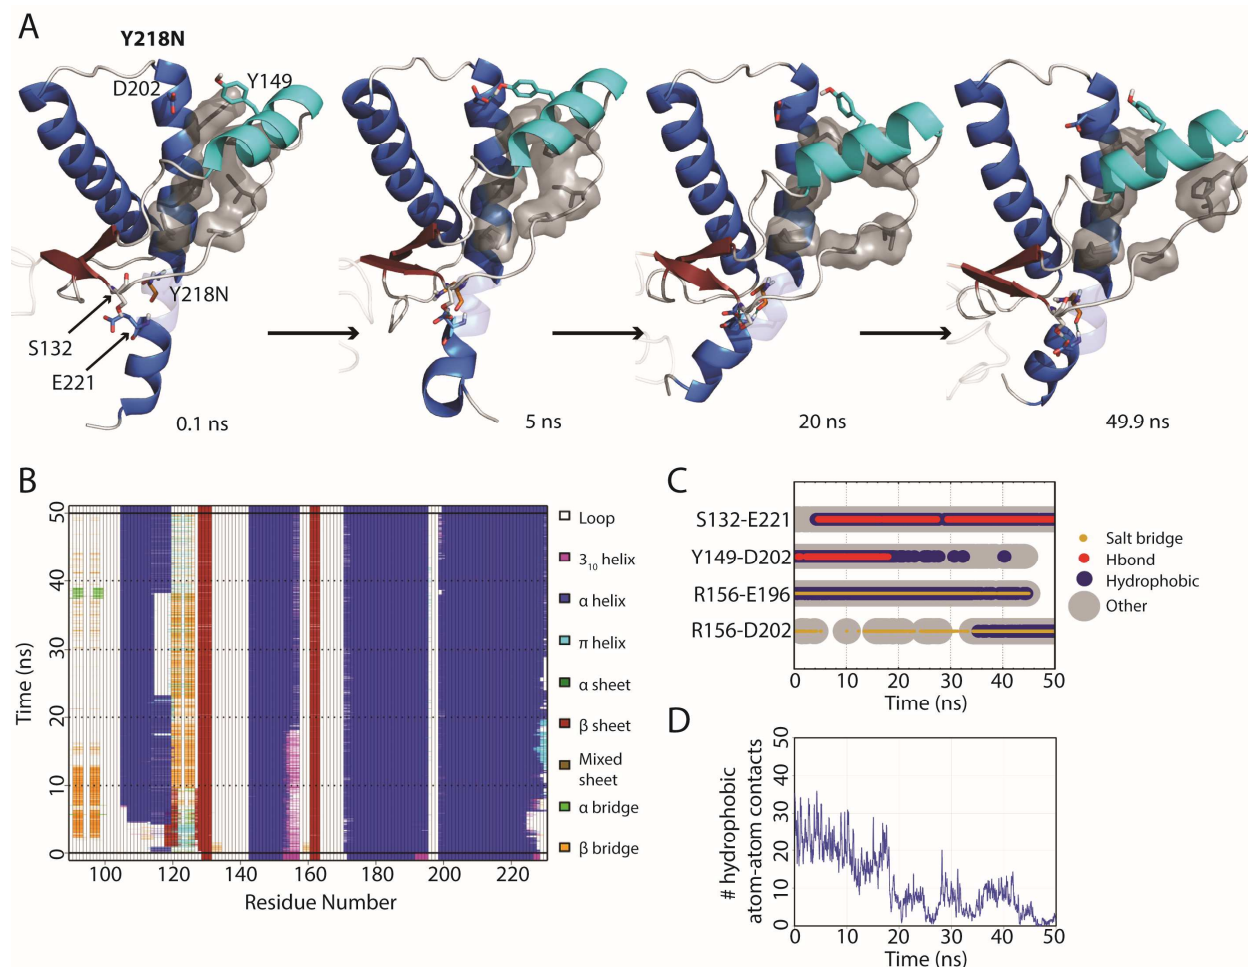 A
Y218N
D202
Y149
Y218N
S132
E221
0.1 ns
5 ns
20 ns
49.9 ns
B
50
40
30
20
10
0
Time (ns)
100 120 140 160 180 200 220
Residue Number
Loop
3₁₀ helix
α helix
π helix
α sheet
β sheet
Mixed
sheet
α bridge
β bridge
C
S132-E221
Y149-D202
R156-E196
R156-D202
0 10 20 30 40 50
Time (ns)
Salt bridge
Hbond
Hydrophobic
Other
D
50
40
30
20
10
0
# hydrophobic
atom-atom contacts
0 10 20 30 40 50
Time (ns)